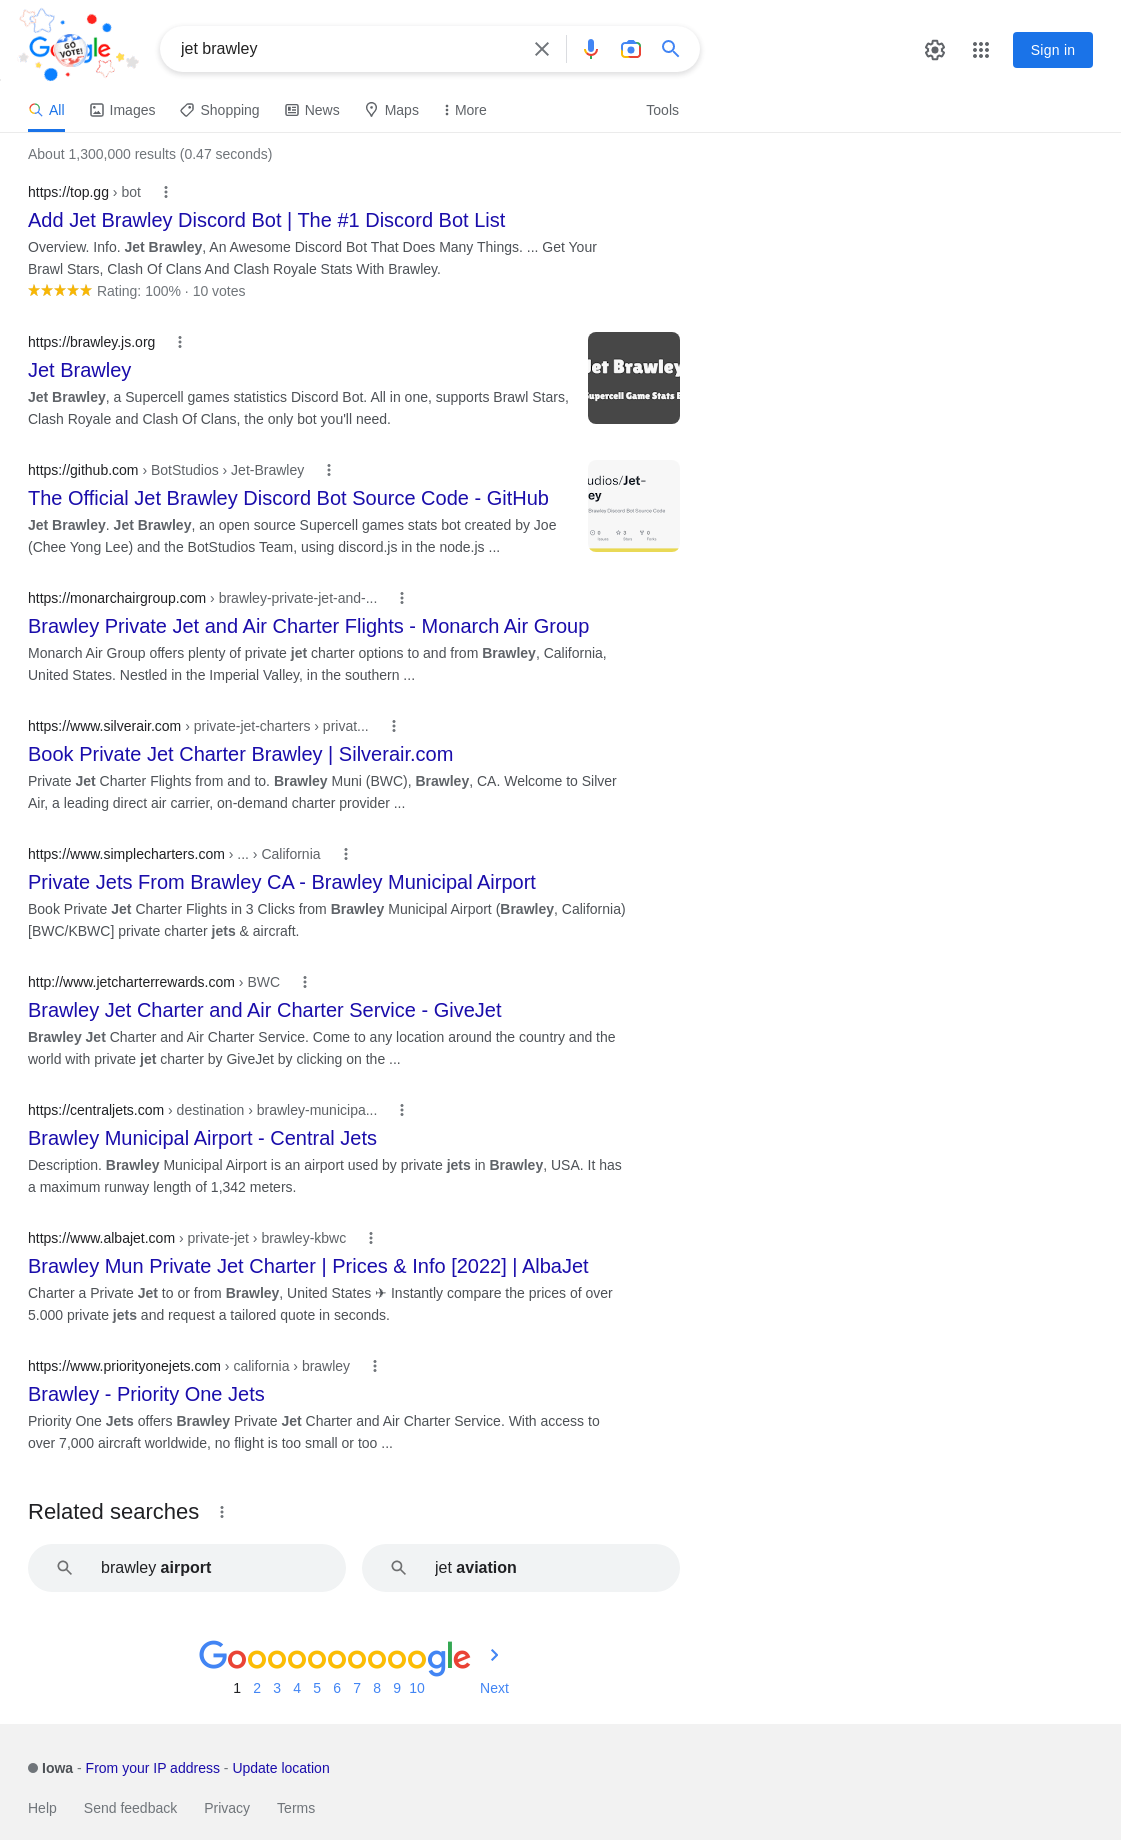 Google
GO VOTE!
jet brawley
Sign in
All
Images
Shopping
News
Maps
More
Tools
About 1,300,000 results (0.47 seconds)
https://top.gg › bot
Add Jet Brawley Discord Bot | The #1 Discord Bot List
Overview. Info. Jet Brawley, An Awesome Discord Bot That Does Many Things. ... Get Your
Brawl Stars, Clash Of Clans And Clash Royale Stats With Brawley.
★★★★★ Rating: 100% · 10 votes
https://brawley.js.org
Jet Brawley
Jet Brawley, a Supercell games statistics Discord Bot. All in one, supports Brawl Stars,
Clash Royale and Clash Of Clans, the only bot you'll need.
Jet Brawley
Supercell Game Stats
https://github.com › BotStudios › Jet-Brawley
The Official Jet Brawley Discord Bot Source Code - GitHub
Jet Brawley. Jet Brawley, an open source Supercell games stats bot created by Joe
(Chee Yong Lee) and the BotStudios Team, using discord.js in the node.js ...
udios/Jet-
ey
Brawley Discord Bot Source Code
https://monarchairgroup.com › brawley-private-jet-and-...
Brawley Private Jet and Air Charter Flights - Monarch Air Group
Monarch Air Group offers plenty of private jet charter options to and from Brawley, California,
United States. Nestled in the Imperial Valley, in the southern ...
https://www.silverair.com › private-jet-charters › privat...
Book Private Jet Charter Brawley | Silverair.com
Private Jet Charter Flights from and to. Brawley Muni (BWC), Brawley, CA. Welcome to Silver
Air, a leading direct air carrier, on-demand charter provider ...
https://www.simplecharters.com › ... › California
Private Jets From Brawley CA - Brawley Municipal Airport
Book Private Jet Charter Flights in 3 Clicks from Brawley Municipal Airport (Brawley, California)
[BWC/KBWC] private charter jets & aircraft.
http://www.jetcharterrewards.com › BWC
Brawley Jet Charter and Air Charter Service - GiveJet
Brawley Jet Charter and Air Charter Service. Come to any location around the country and the
world with private jet charter by GiveJet by clicking on the ...
https://centraljets.com › destination › brawley-municipa...
Brawley Municipal Airport - Central Jets
Description. Brawley Municipal Airport is an airport used by private jets in Brawley, USA. It has
a maximum runway length of 1,342 meters.
https://www.albajet.com › private-jet › brawley-kbwc
Brawley Mun Private Jet Charter | Prices & Info [2022] | AlbaJet
Charter a Private Jet to or from Brawley, United States ✈ Instantly compare the prices of over
5.000 private jets and request a tailored quote in seconds.
https://www.priorityonejets.com › california › brawley
Brawley - Priority One Jets
Priority One Jets offers Brawley Private Jet Charter and Air Charter Service. With access to
over 7,000 aircraft worldwide, no flight is too small or too ...
Related searches
brawley airport
jet aviation
Goooooooooogle
1 2 3 4 5 6 7 8 9 10 Next
Iowa - From your IP address - Update location
Help Send feedback Privacy Terms